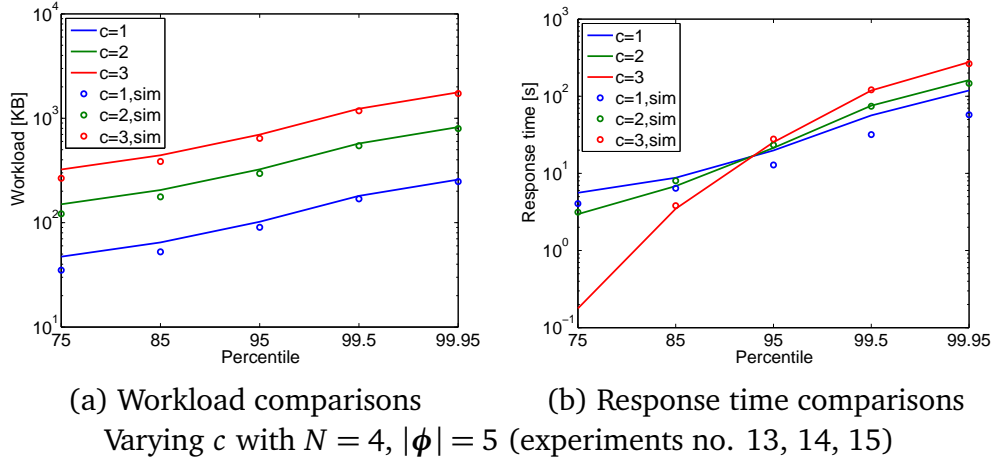 10^4
10^3
10^2
10^1
Workload [KB]
c=1
c=2
c=3
c=1,sim
c=2,sim
c=3,sim
75 85 95 99.5 99.95
Percentile
(a) Workload comparisons
10^3
10^2
10^1
10^0
10^−1
Response time [s]
c=1
c=2
c=3
c=1,sim
c=2,sim
c=3,sim
75 85 95 99.5 99.95
Percentile
(b) Response time comparisons
Varying c with N = 4, |ϕ| = 5 (experiments no. 13, 14, 15)